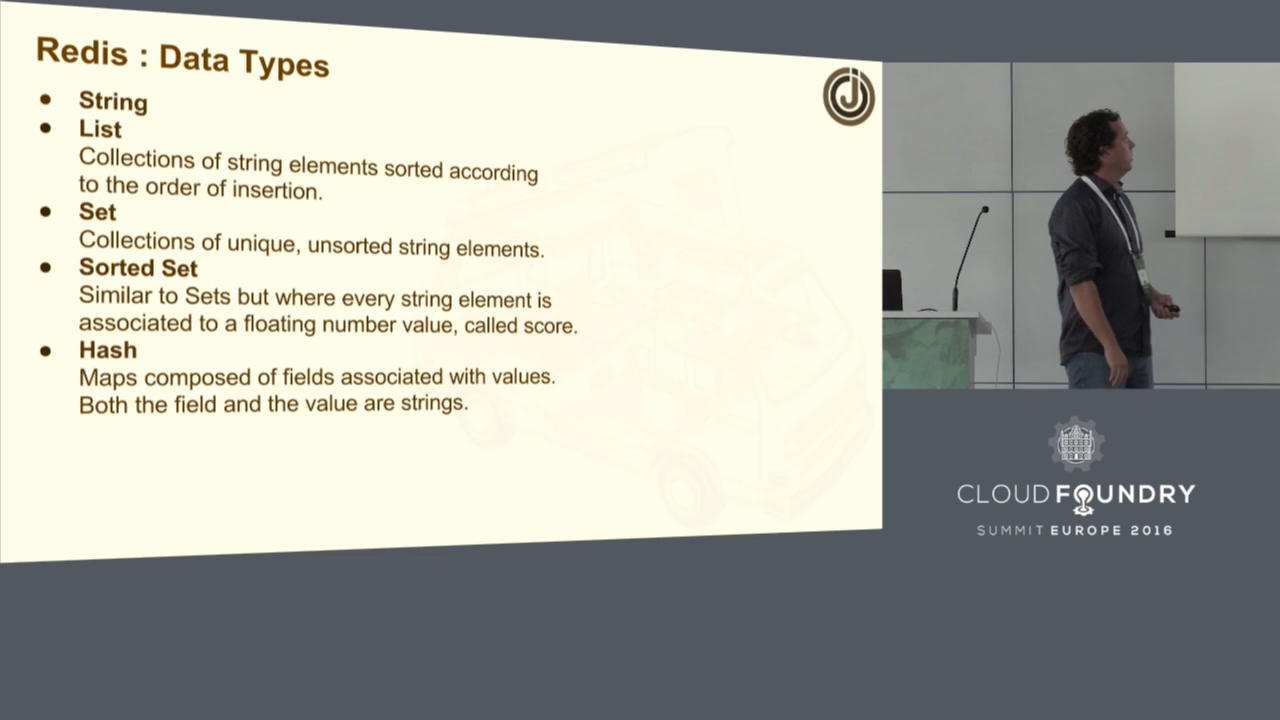 Redis : Data Types
● String
● List
Collections of string elements sorted according
to the order of insertion.
● Set
Collections of unique, unsorted string elements.
● Sorted Set
Similar to Sets but where every string element is
associated to a floating number value, called score.
● Hash
Maps composed of fields associated with values.
Both the field and the value are strings.
CLOUD FOUNDRY
SUMMIT EUROPE 2016